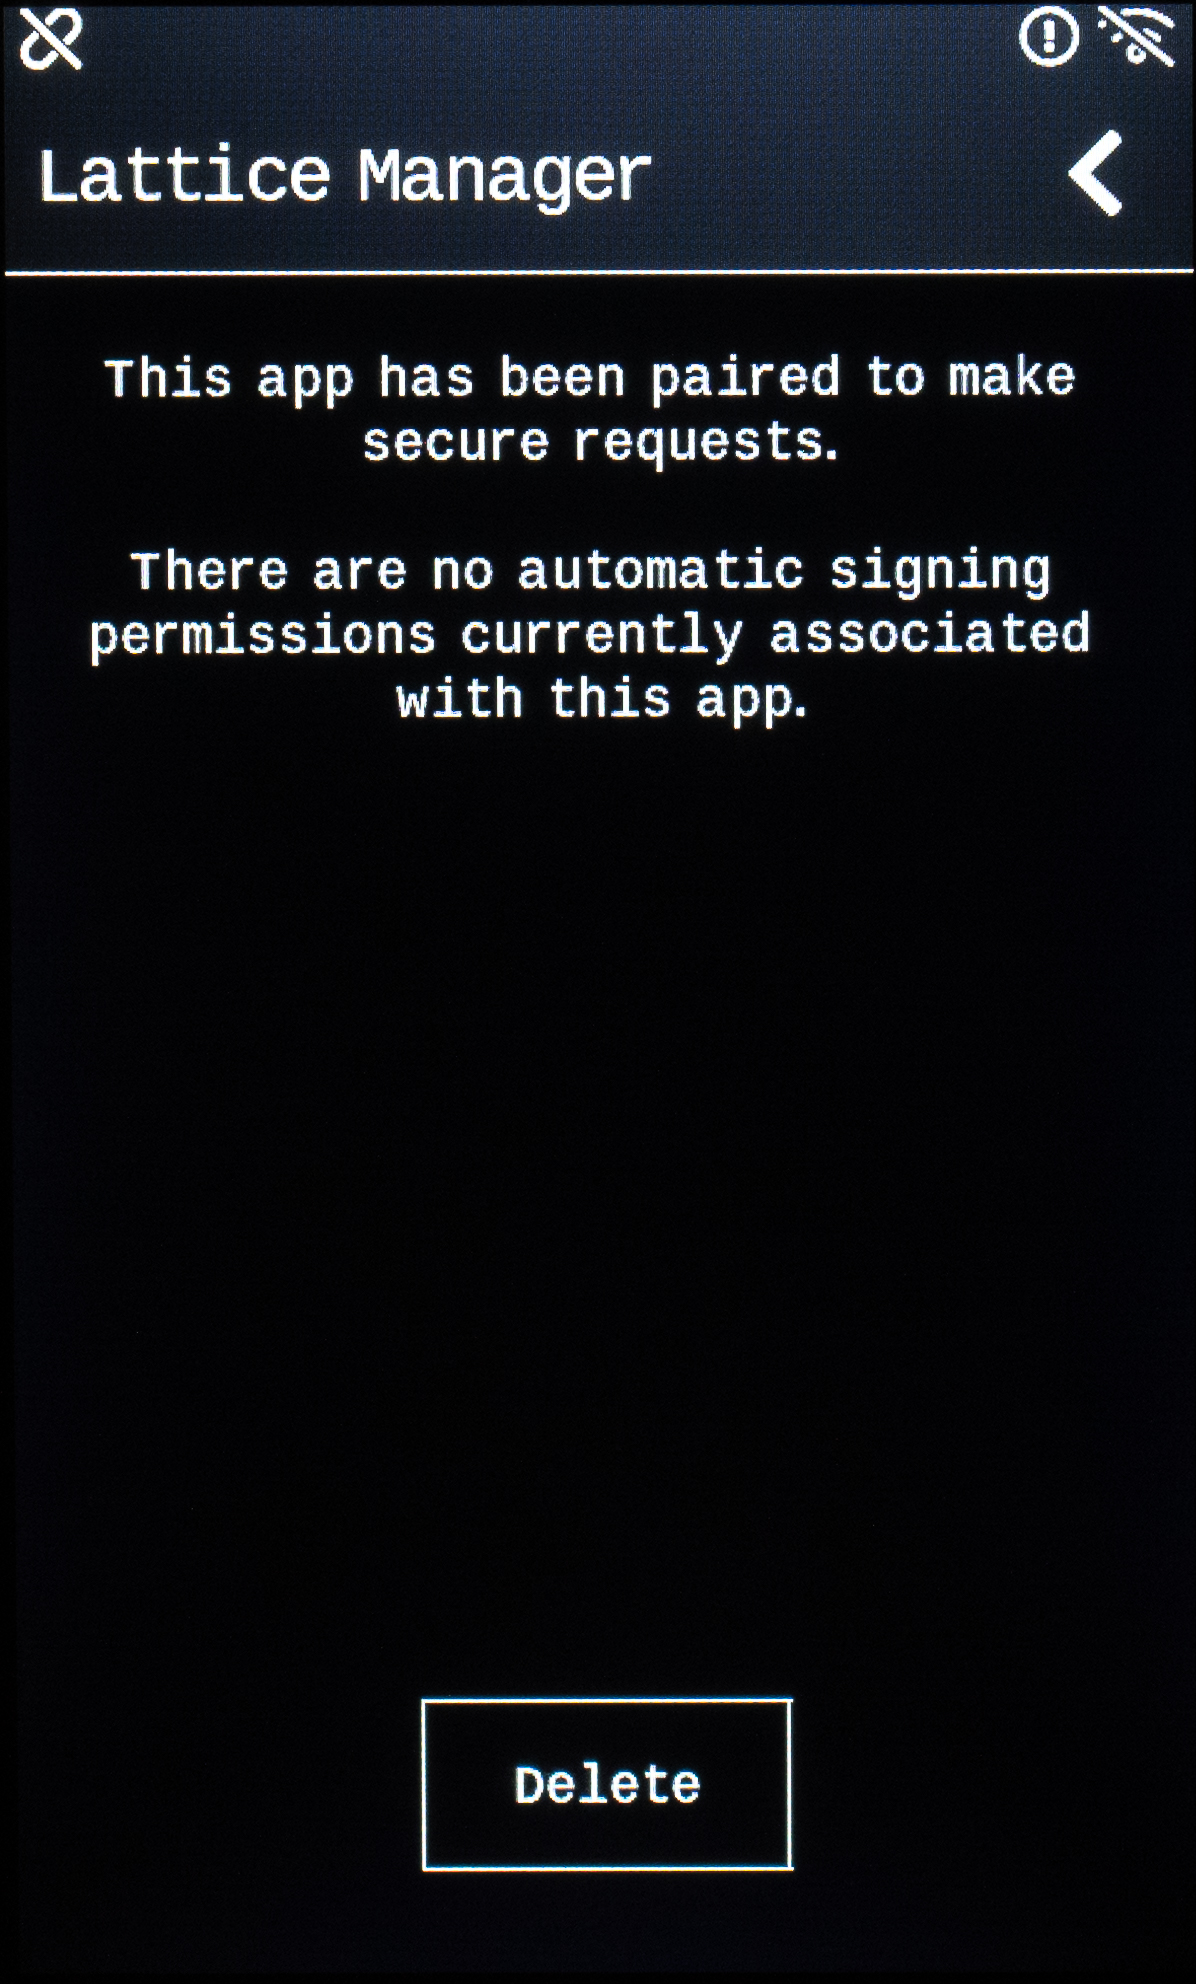 Lattice Manager
This app has been paired to make
secure requests.
There are no automatic signing
permissions currently associated
with this app.
Delete